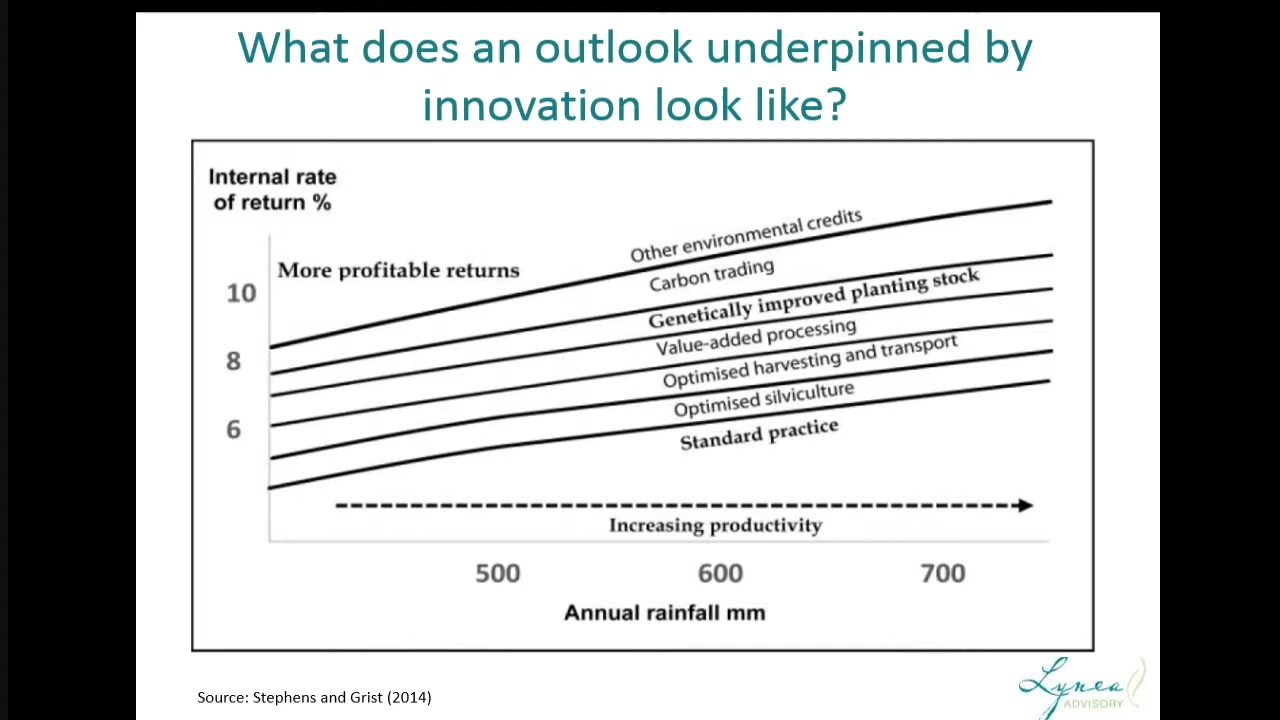 What does an outlook underpinned by
innovation look like?
Internal rate
of return %
More profitable returns
10
8
6
Other environmental credits
Carbon trading
Genetically improved planting stock
Value-added processing
Optimised harvesting and transport
Optimised silviculture
Standard practice
Increasing productivity
500 600 700
Annual rainfall mm
Source: Stephens and Grist (2014)
Lynea
ADVISORY